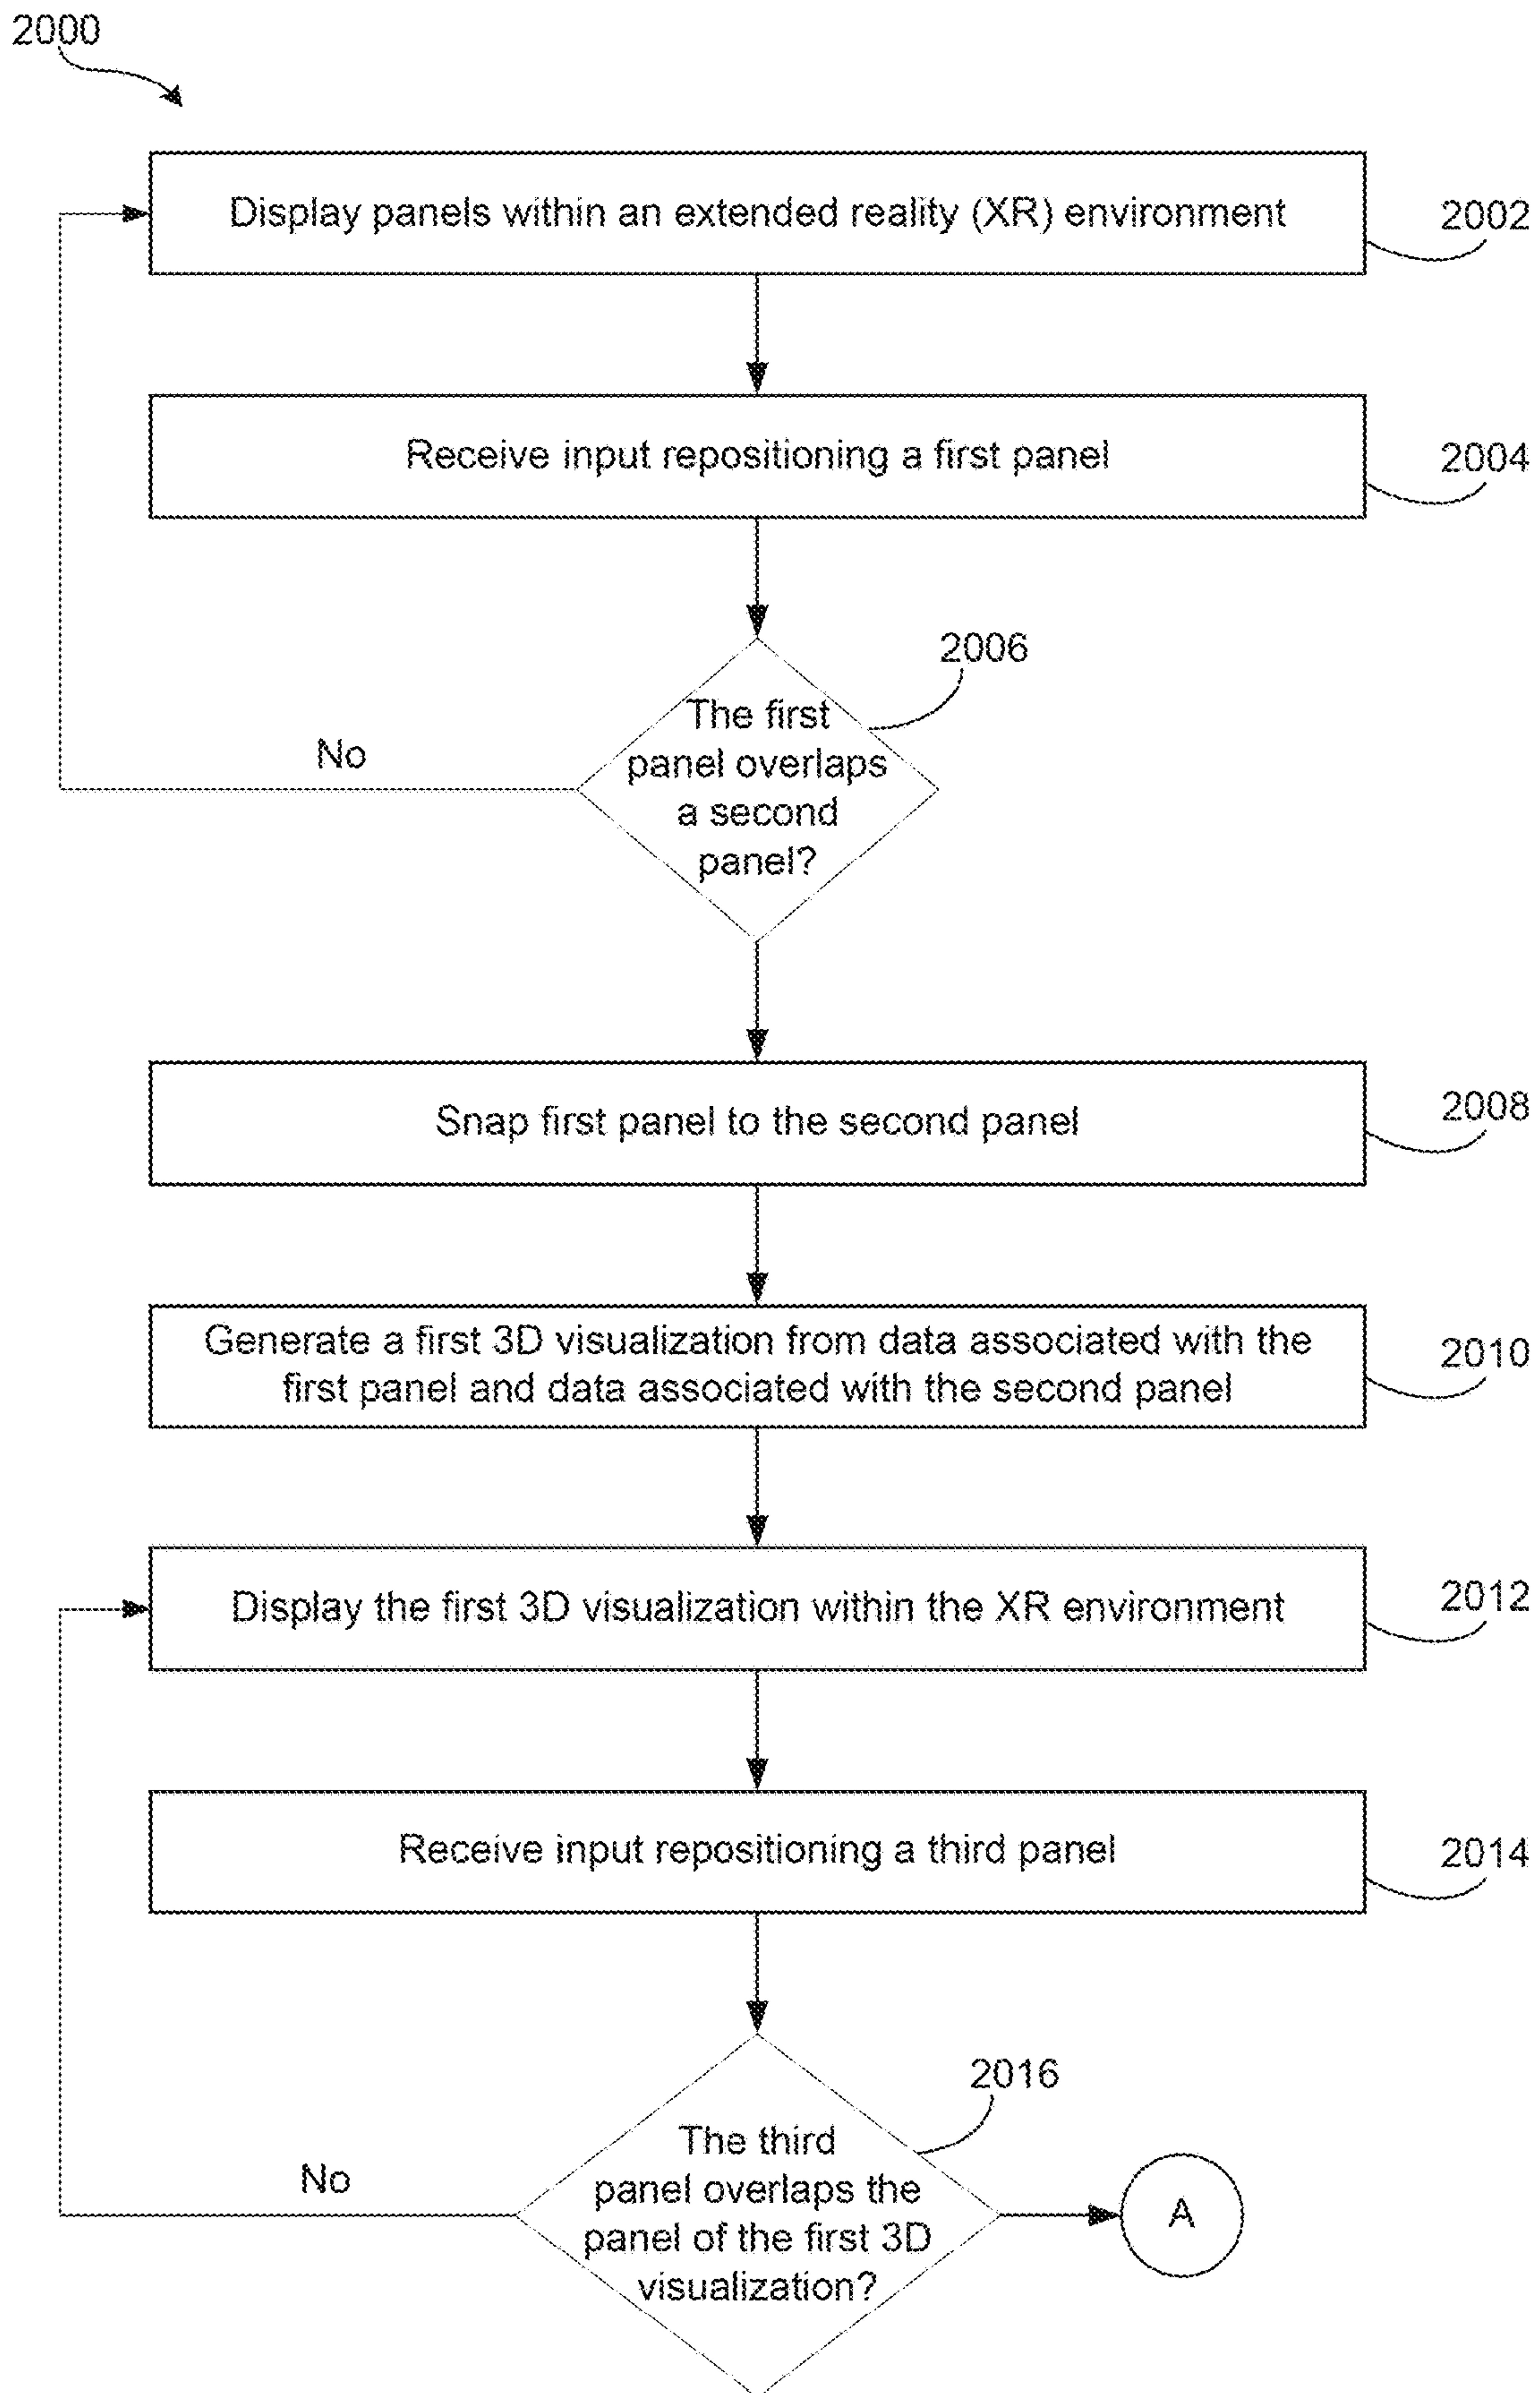 2000
Display panels within an extended reality (XR) environment
2002
Receive input repositioning a first panel
2004
2006
The first
panel overlaps
a second
panel?
No
Snap first panel to the second panel
2008
Generate a first 3D visualization from data associated with the
first panel and data associated with the second panel
2010
Display the first 3D visualization within the XR environment
2012
Receive input repositioning a third panel
2014
2016
The third
panel overlaps the
panel of the first 3D
visualization?
No
A